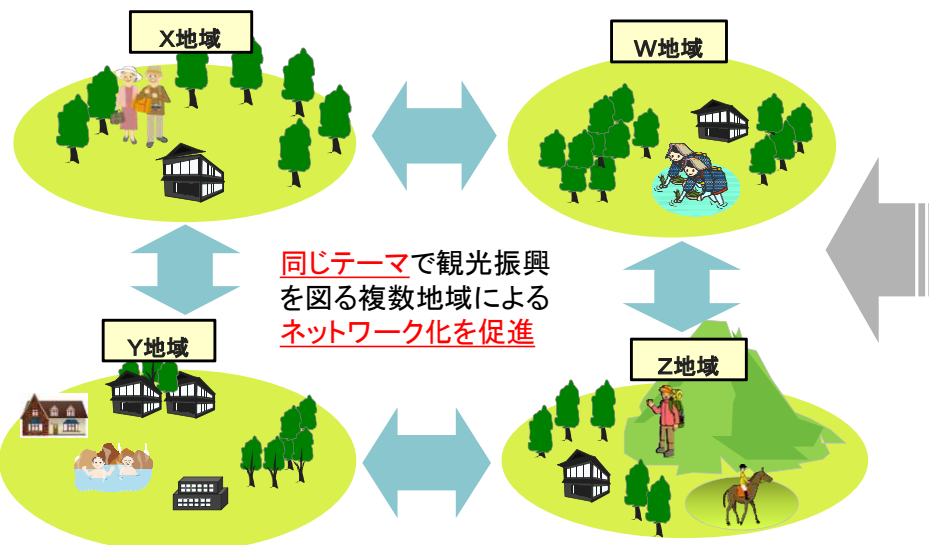 X地域
W地域
同じテーマで観光振興
を図る複数地域による
ネットワーク化を促進
Y地域
Z地域